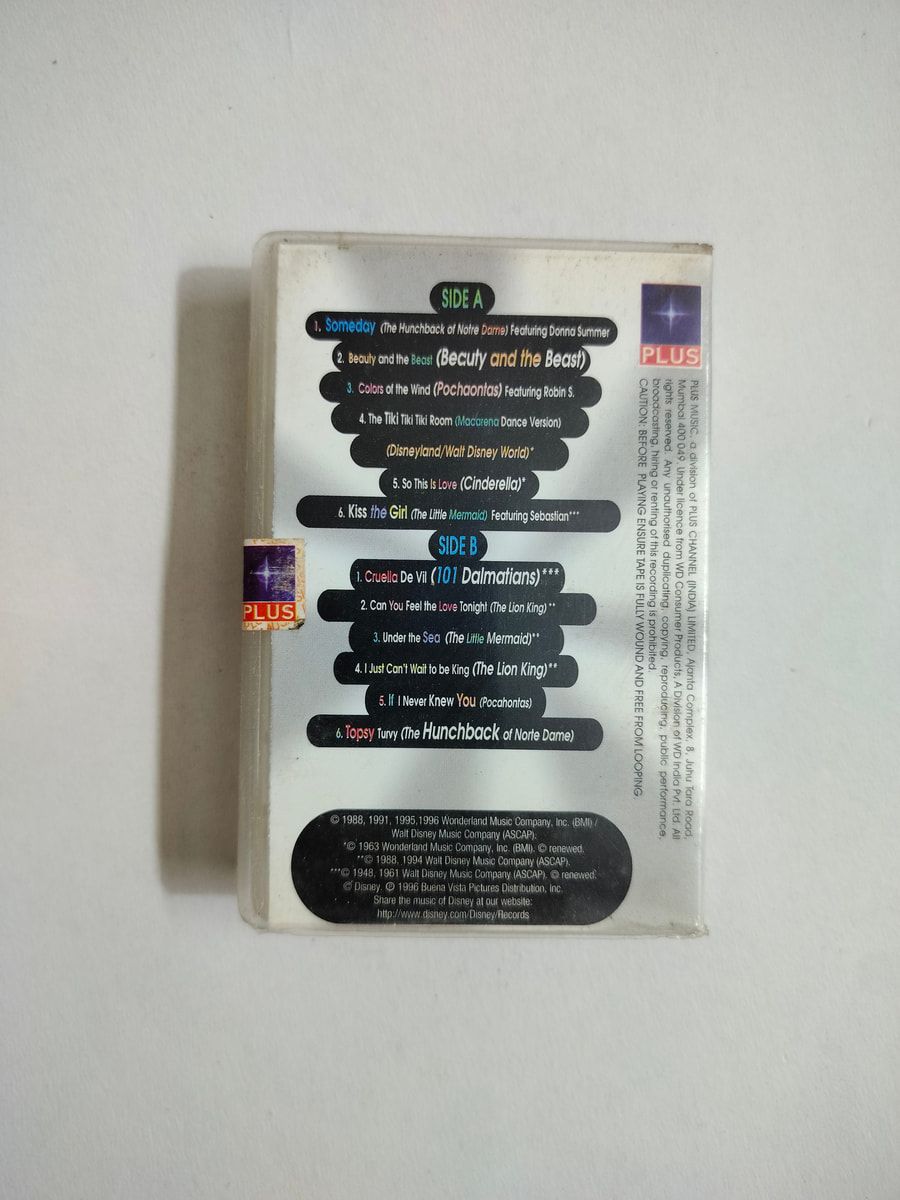 SIDE A
1. Someday (The Hunchback of Notre Dame) Featuring Donna Summer
2. Beauty and the Beast (Becuty and the Beast)
3. Colors of the Wind (Pochaontas) Featuring Robin S.
4. The Tiki Tiki Tiki Room (Macarena Dance Version)
(Disneyland/Walt Disney World)*
5. So This Is Love (Cinderella)*
6. Kiss the Girl (The Little Mermaid) Featuring Sebastian***
SIDE B
1. Cruella De Vil (101 Dalmatians)***
2. Can You Feel the Love Tonight (The Lion King)**
3. Under the Sea (The Little Mermaid)**
4. I Just Can't Wait to be King (The Lion King)**
5. If I Never Knew You (Pocahontas)
6. Topsy Turvy (The Hunchback of Norte Dame)
© 1988, 1991, 1995,1996 Wonderland Music Company, Inc. (BMI) /
Walt Disney Music Company (ASCAP).
*© 1963 Wonderland Music Company, Inc. (BMI). © renewed.
**© 1988, 1994 Walt Disney Music Company (ASCAP).
***© 1948, 1961 Walt Disney Music Company (ASCAP). © renewed.
© Disney. ℗ 1996 Buena Vista Pictures Distribution, Inc.
Share the music of Disney at our website:
http://www.disney.com/Disney/Records
PLUS
PLUS MUSIC, a division of PLUS CHANNEL (INDIA) LIMITED, Ajanta Complex, 8, Juhu Tara Road,
Mumbai 400 049. Under licence from WD Consumer Products, A Division of WD India Pvt. Ltd. All
rights reserved. Any unauthorised duplicating, copying, reproducing, public performance,
broadcasting, hiring or renting of this recording is prohibited.
CAUTION: BEFORE PLAYING ENSURE TAPE IS FULLY WOUND AND FREE FROM LOOPING
PLUS